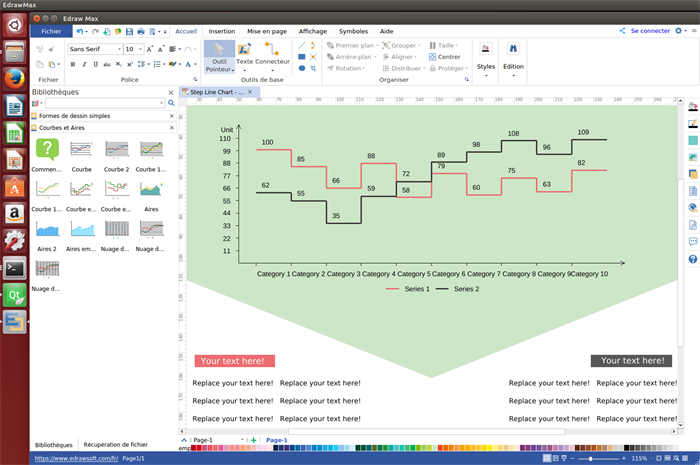 EdrawMax
Edraw Max
Fichier Accueil Insertion Mise en page Affichage Symboles Aide Se connecter
Sans Serif 10
Fichier
Police
Outil Pointeur
Texte
Connecteur
Outils de base
Premier plan
Arrière-plan
Rotation
Grouper
Aligner
Distribuer
Taille
Centrer
Protéger
Organiser
Styles
Edition
Bibliothèques
Step Line Chart - ...
Formes de dessin simples
Courbes et Aires
Commen... Courbe Courbe 2 Courbe 1...
Courbe 1... Courbe e... Courbe e... Aires
Aires 2 Aires em... Nuage d... Nuage d...
Nuage d...
Unit
110
99
88
77
66
55
44
33
22
11
100 85 66 88 58 79 60 75 63 82
62 55 35 59 72 89 98 108 96 109
Category 1 Category 2 Category 3 Category 4 Category 5 Category 6 Category 7 Category 8 Category 9 Category 10
Series 1 Series 2
Your text here! Your text here!
Replace your text here! Replace your text here! Replace your text here! Replace your text here!
Replace your text here! Replace your text here! Replace your text here! Replace your text here!
Replace your text here! Replace your text here! Replace your text here! Replace your text here!
Page-1 Page-1
Bibliothèques Récupération de fichier
https://www.edrawsoft.com/fr/ Page1/1 115%